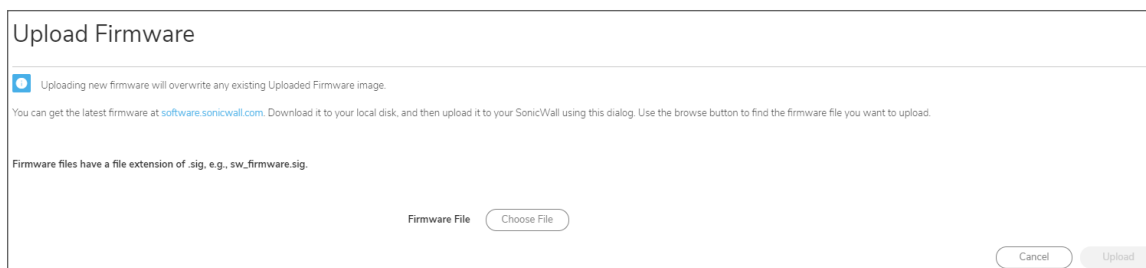 Upload Firmware
Uploading new firmware will overwrite any existing Uploaded Firmware image.
You can get the latest firmware at software.sonicwall.com. Download it to your local disk, and then upload it to your SonicWall using this dialog. Use the browse button to find the firmware file you want to upload.
Firmware files have a file extension of .sig, e.g., sw_firmware.sig.
Firmware File Choose File
Cancel Upload